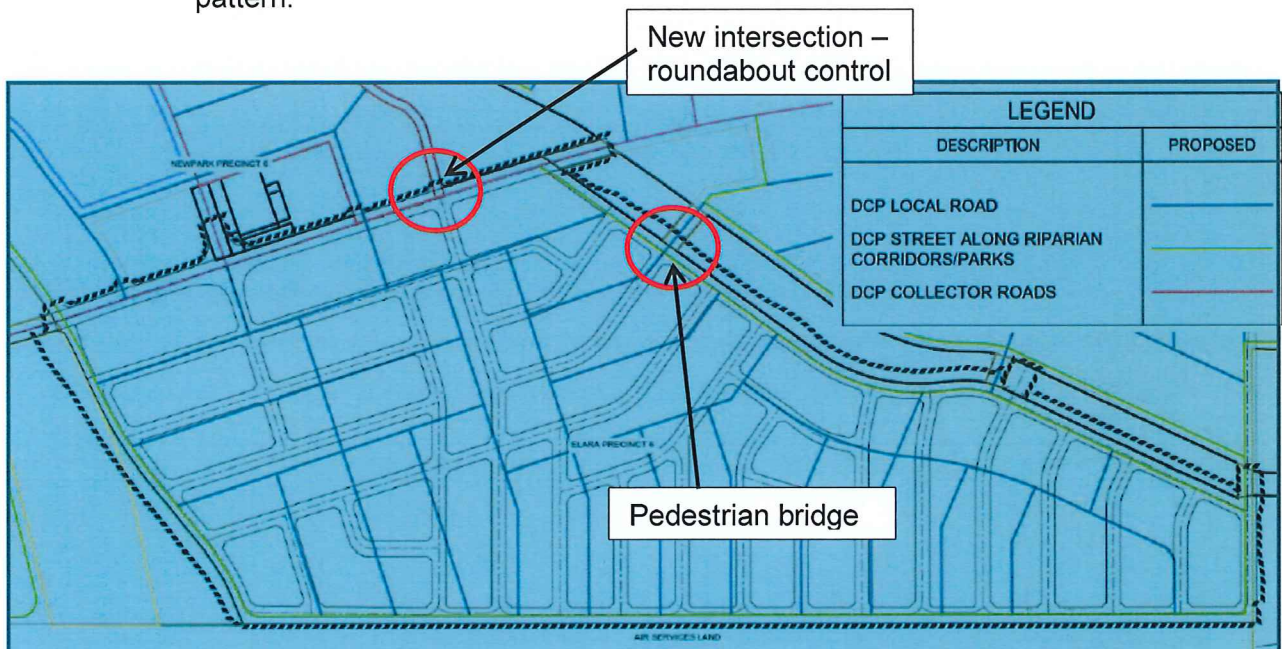 pattern.
New intersection –
roundabout control
LEGEND
DESCRIPTION
PROPOSED
DCP LOCAL ROAD
DCP STREET ALONG RIPARIAN
CORRIDORS/PARKS
DCP COLLECTOR ROADS
NEWPARK PRECINCT 6
ELARA PRECINCT 6
Pedestrian bridge
AIR SERVICES LAND